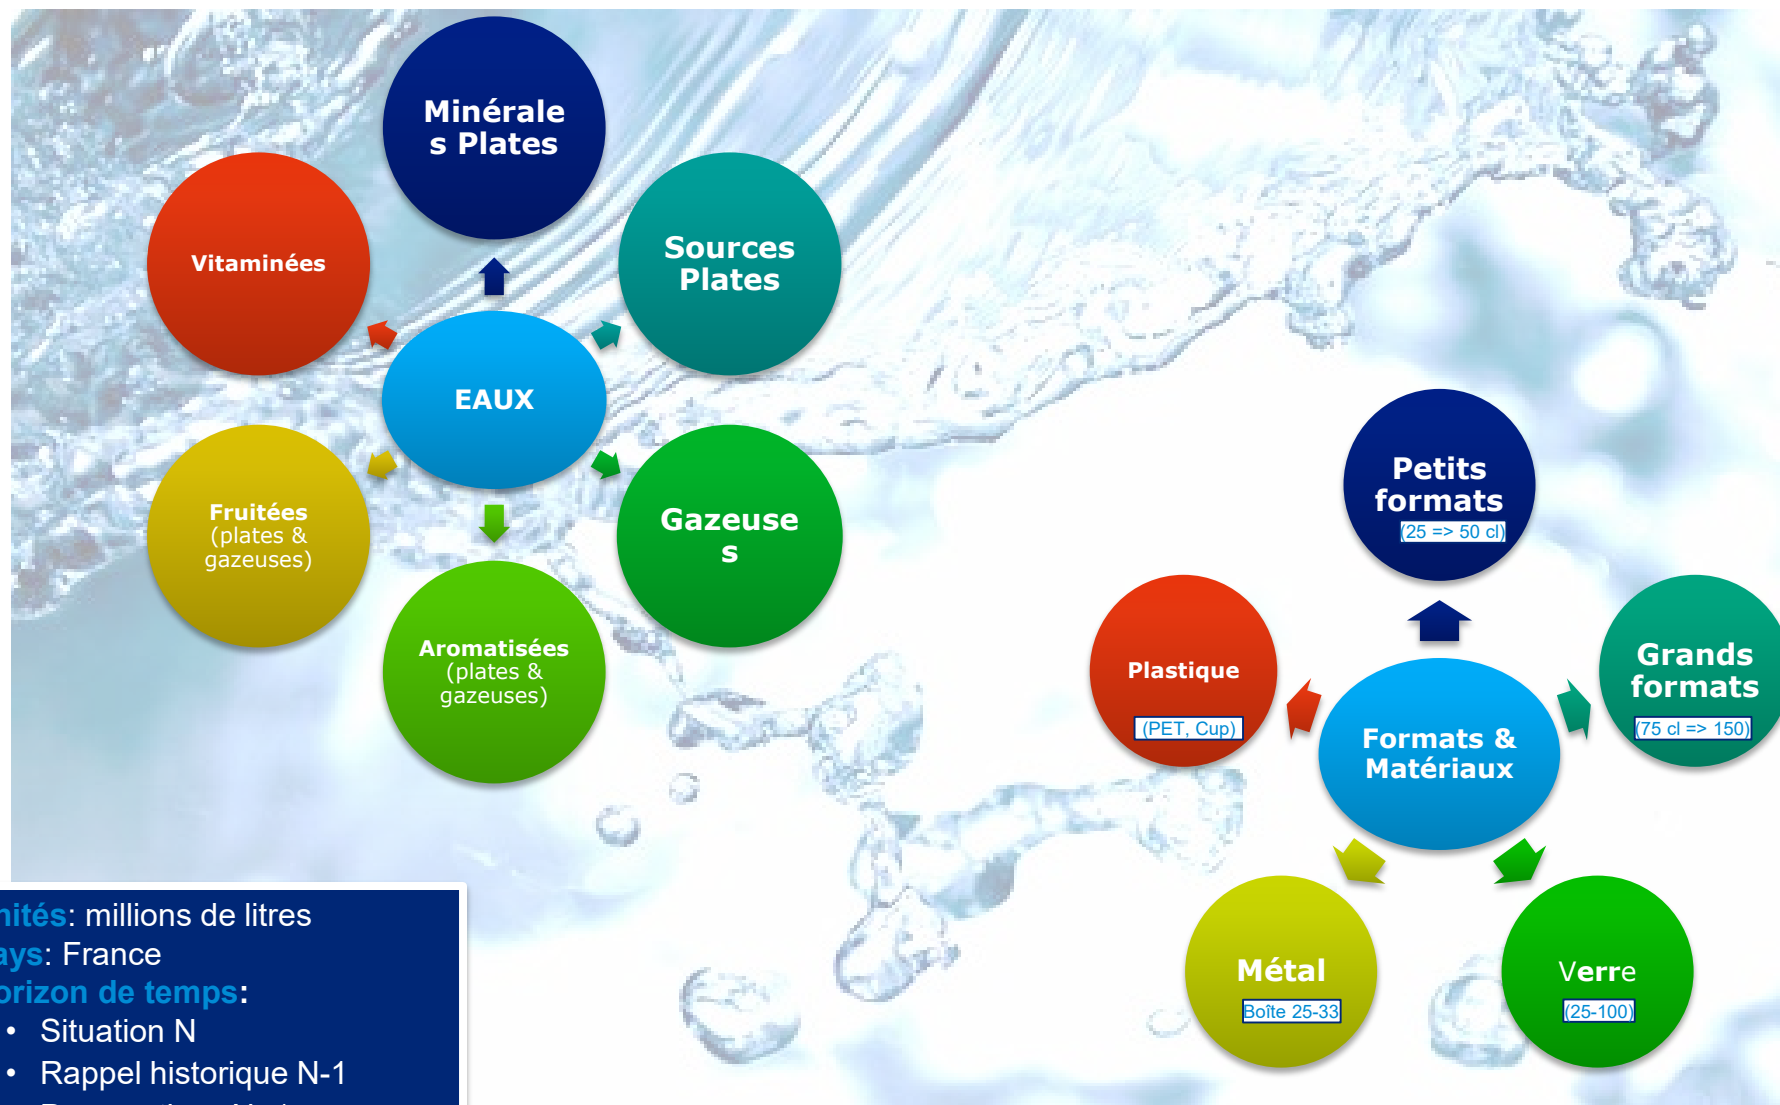 Minérale
s Plates
Vitaminées
Sources
Plates
EAUX
Fruitées
(plates &
gazeuses)
Gazeuse
s
Aromatisées
(plates &
gazeuses)
Petits
formats
(25 => 50 cl)
Plastique
(PET, Cup)
Grands
formats
(75 cl => 150)
Formats &
Matériaux
Métal
Boîte 25-33
Verre
(25-100)
nités: millions de litres
ays: France
orizon de temps:
• Situation N
• Rappel historique N-1